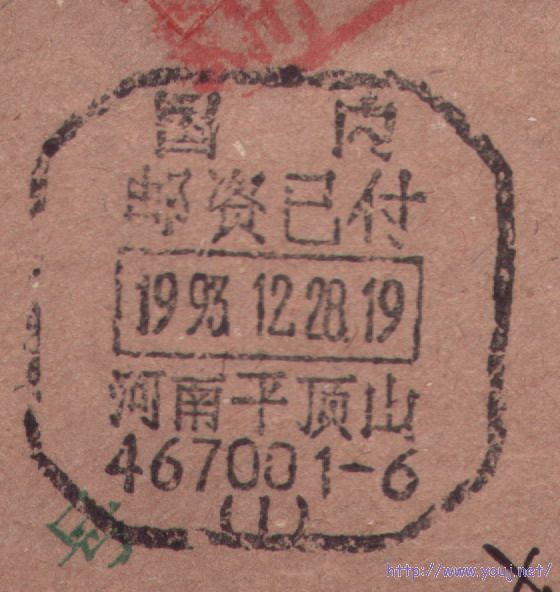 国 内
邮资已付
1993.12.28.19
河南平顶山
467001-6
(1)
http://www.youj.net/